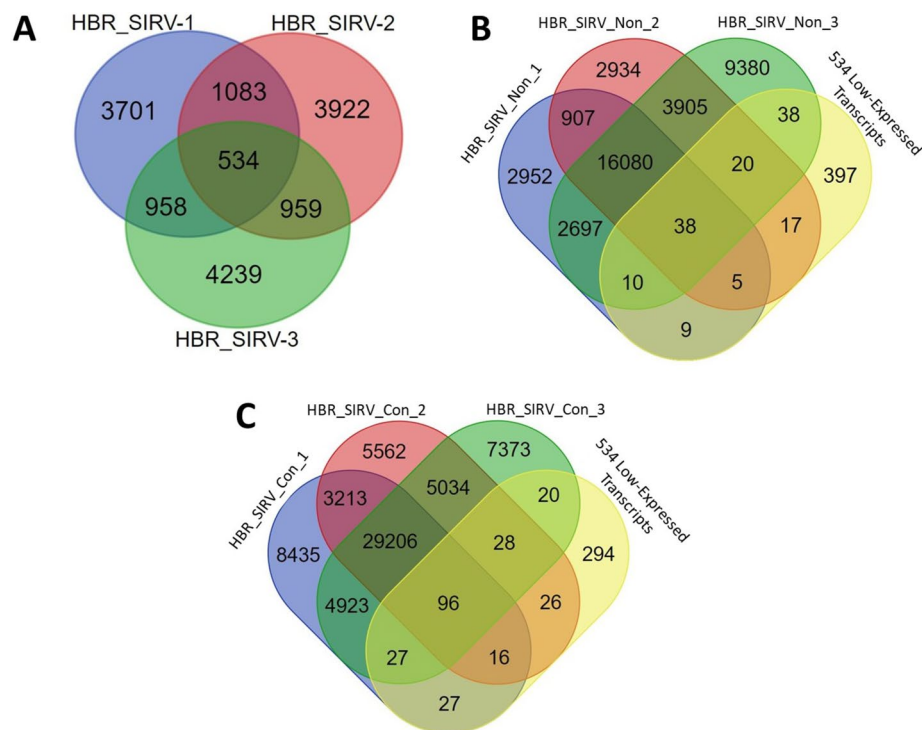 A
HBR_SIRV-1
HBR_SIRV-2
3701
1083
3922
534
958
959
4239
HBR_SIRV-3
B
HBR_SIRV_Non_1
HBR_SIRV_Non_2
HBR_SIRV_Non_3
534 Low-Expressed
Transcripts
2934
9380
907
3905
38
2952
16080
20
397
2697
38
17
10
5
9
C
HBR_SIRV_Con_1
HBR_SIRV_Con_2
HBR_SIRV_Con_3
534 Low-Expressed
Transcripts
5562
7373
3213
5034
20
8435
29206
28
294
4923
96
26
27
16
27